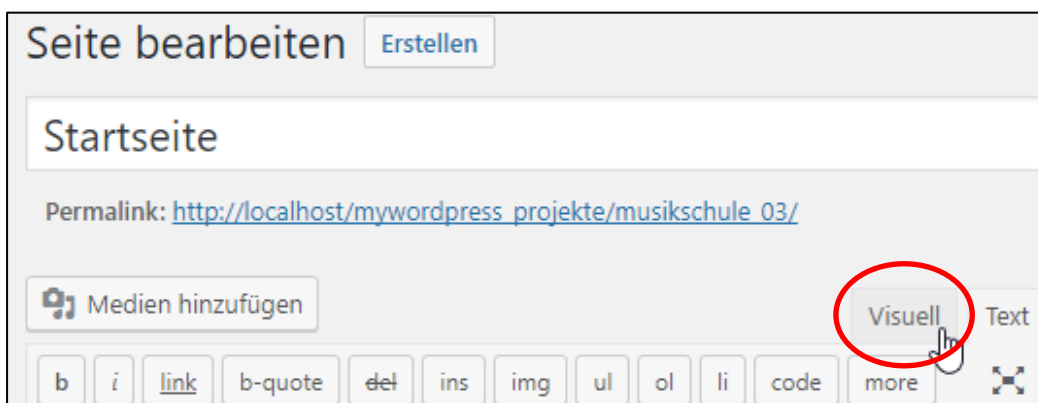 Seite bearbeiten Erstellen
Startseite
Permalink: http://localhost/mywordpress_projekte/musikschule_03/
Medien hinzufügen Visuell Text
b i link b-quote del ins img ul ol li code more